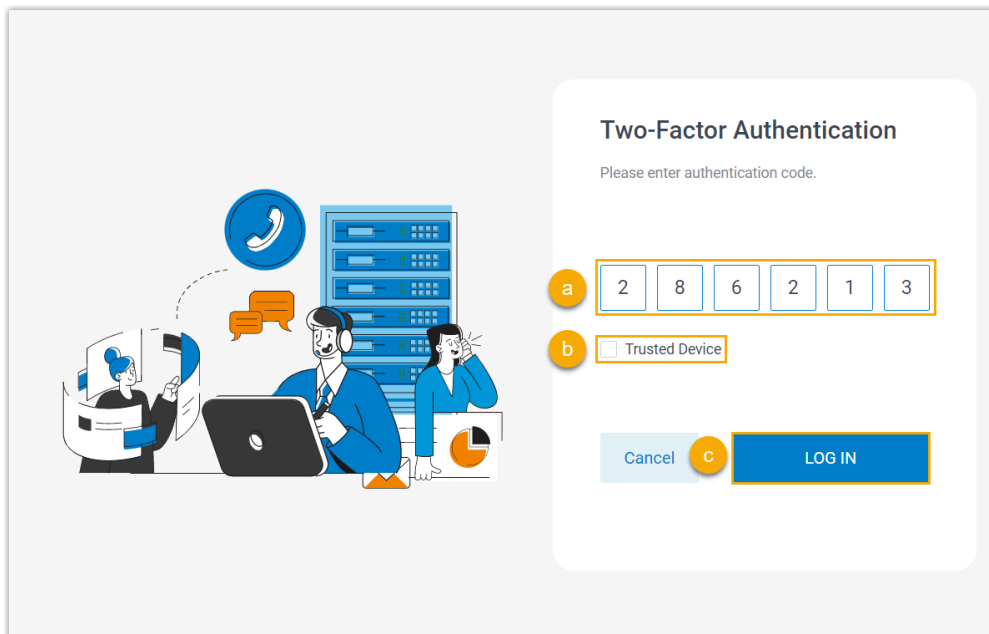 Two-Factor Authentication
Please enter authentication code.
a 2 8 6 2 1 3
b Trusted Device
Cancel c LOG IN